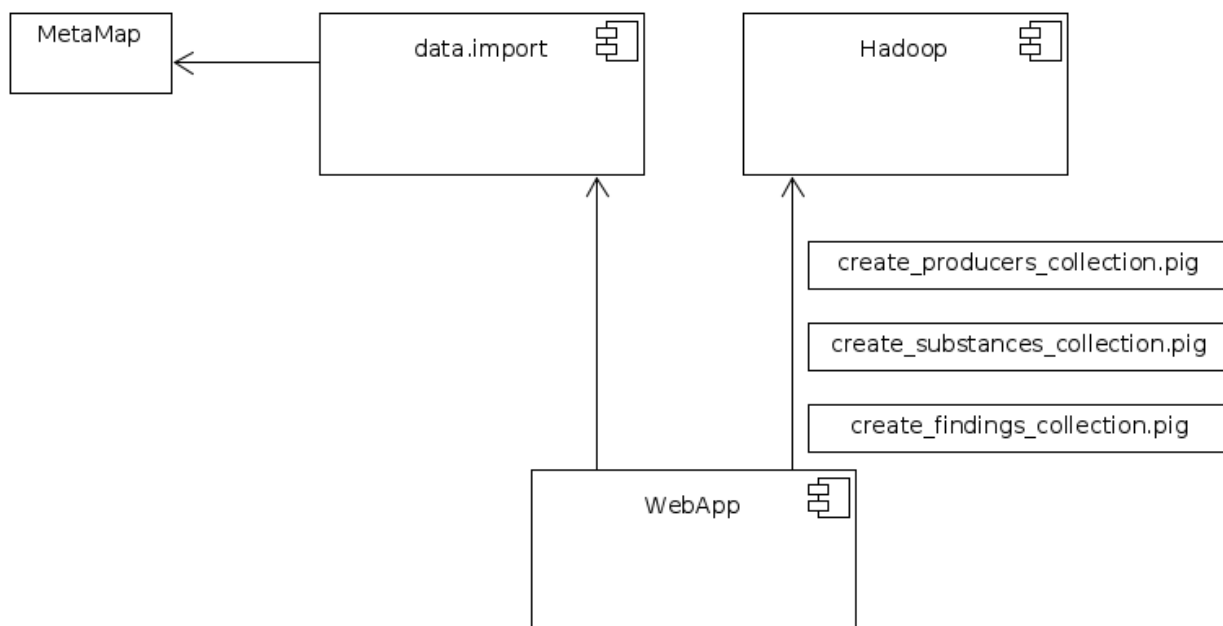 MetaMap
data.import
Hadoop
create_producers_collection.pig
create_substances_collection.pig
create_findings_collection.pig
WebApp